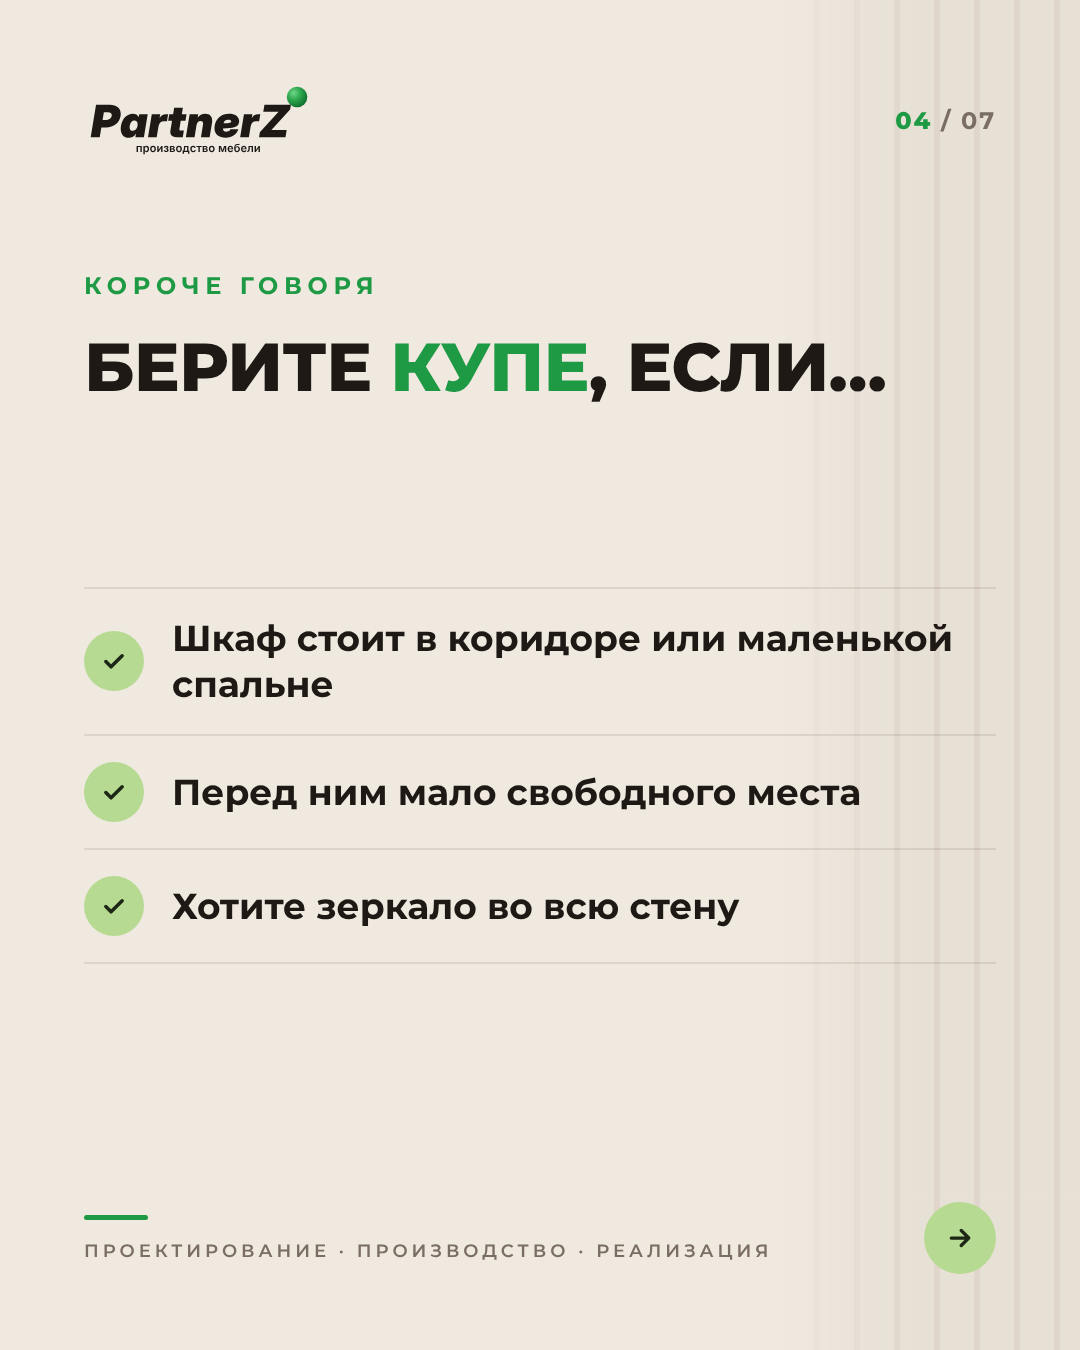 PartnerZ
производство мебели
04 / 07
КОРОЧЕ ГОВОРЯ
БЕРИТЕ КУПЕ, ЕСЛИ...
Шкаф стоит в коридоре или маленькой
спальне
Перед ним мало свободного места
Хотите зеркало во всю стену
ПРОЕКТИРОВАНИЕ · ПРОИЗВОДСТВО · РЕАЛИЗАЦИЯ